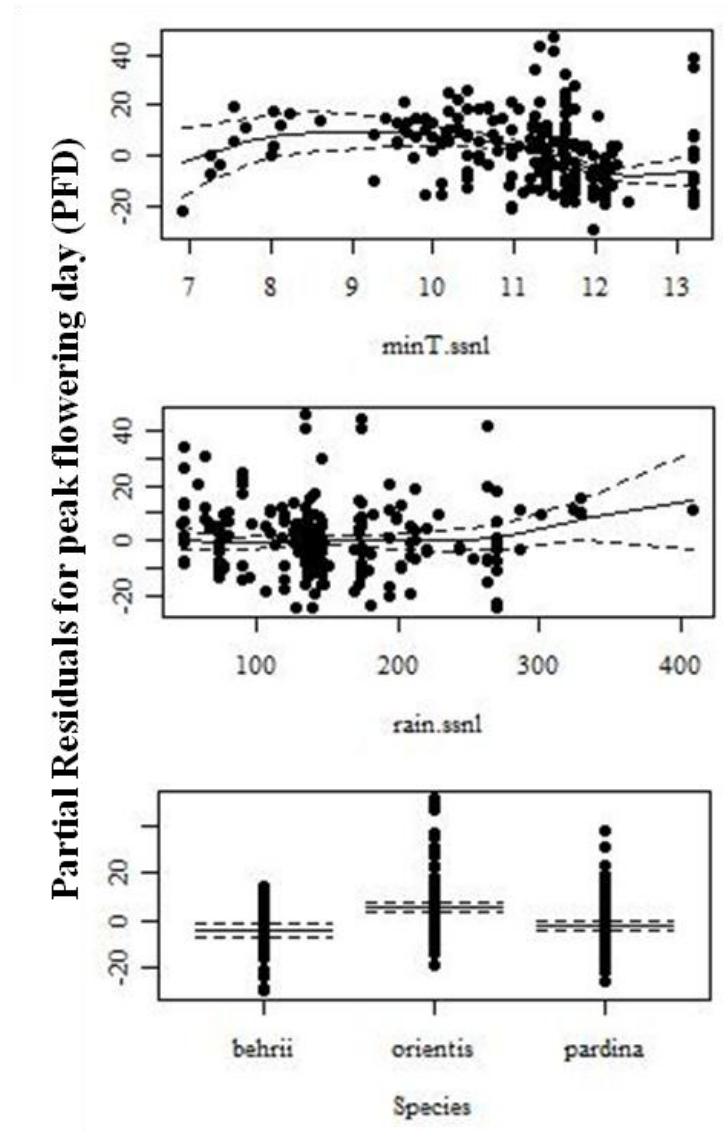 Partial Residuals for peak flowering day (PFD)
40
20
0
-20
7 8 9 10 11 12 13
minT.ssnl
40
20
0
-20
100 200 300 400
rain.ssnl
20
0
-20
behrii orientis pardina
Species